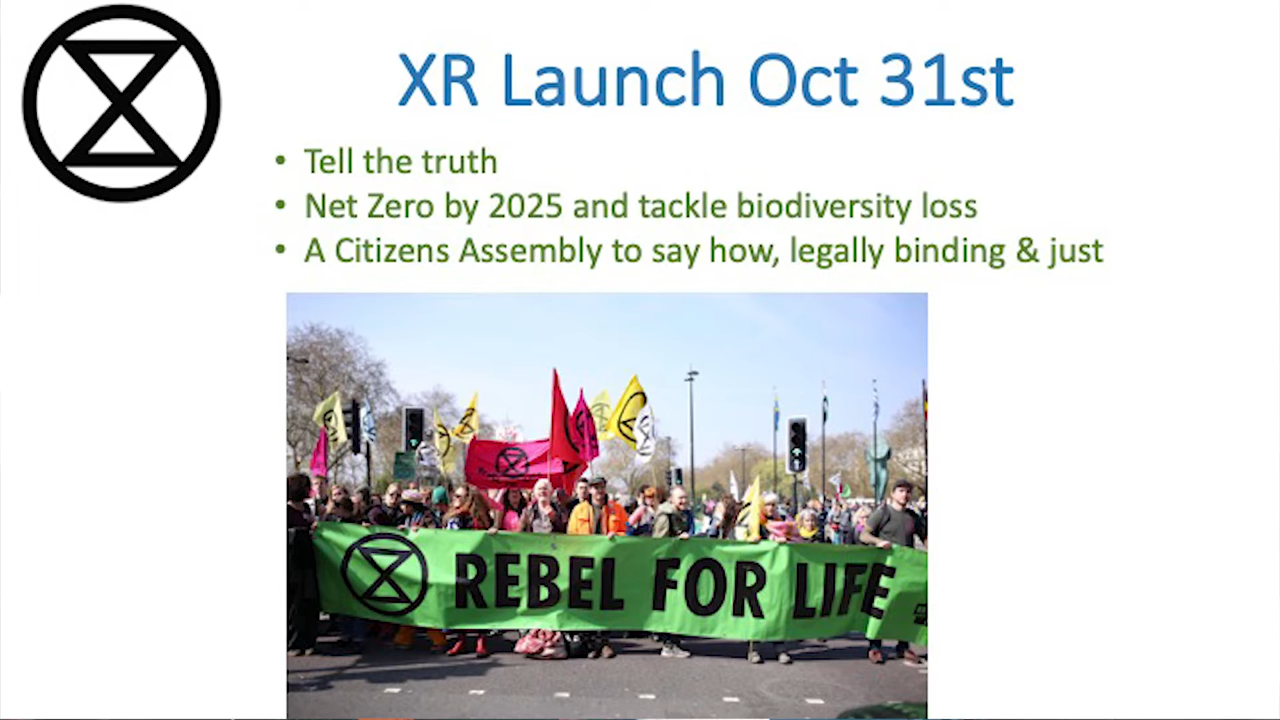 XR Launch Oct 31st
• Tell the truth
• Net Zero by 2025 and tackle biodiversity loss
• A Citizens Assembly to say how, legally binding & just
REBEL FOR LIFE